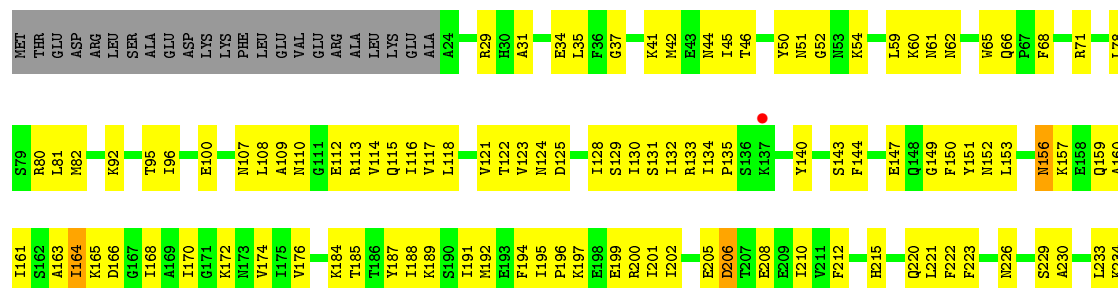 MET THR GLU ASP ARG LEU SER ALA GLU ASP LYS LYS PHE LEU GLU VAL GLU ARG ALA LEU LYS GLU ALA A24 R29 H30 A31 E34 L35 F36 G37 K41 M42 E43 N44 I45 T46 Y50 N51 G52 N53 K54 L59 K60 N61 N62 W65 Q66 P67 F68 R71 L78
S79 R80 L81 M82 K92 T95 I96 E100 N107 L108 A109 N110 G111 E112 R113 V114 Q115 I116 V117 L118 V121 T122 V123 N124 D125 I128 S129 I130 S131 I132 R133 I134 P135 S136 K137 Y140 S143 F144 E147 Q148 G149 F150 Y151 N152 L153 N156 K157 E158 Q159 A160
I161 S162 A163 I164 K165 D166 G167 I168 A169 I170 G171 K172 N173 V174 I175 V176 K184 T185 T186 Y187 I188 K189 S190 I191 M192 E193 F194 I195 P196 K197 E198 E199 R200 I201 I202 E205 D206 T207 E208 E209 I210 V211 F212 H215 Q220 L221 F222 F223 N226 S229 A230 L233 K234